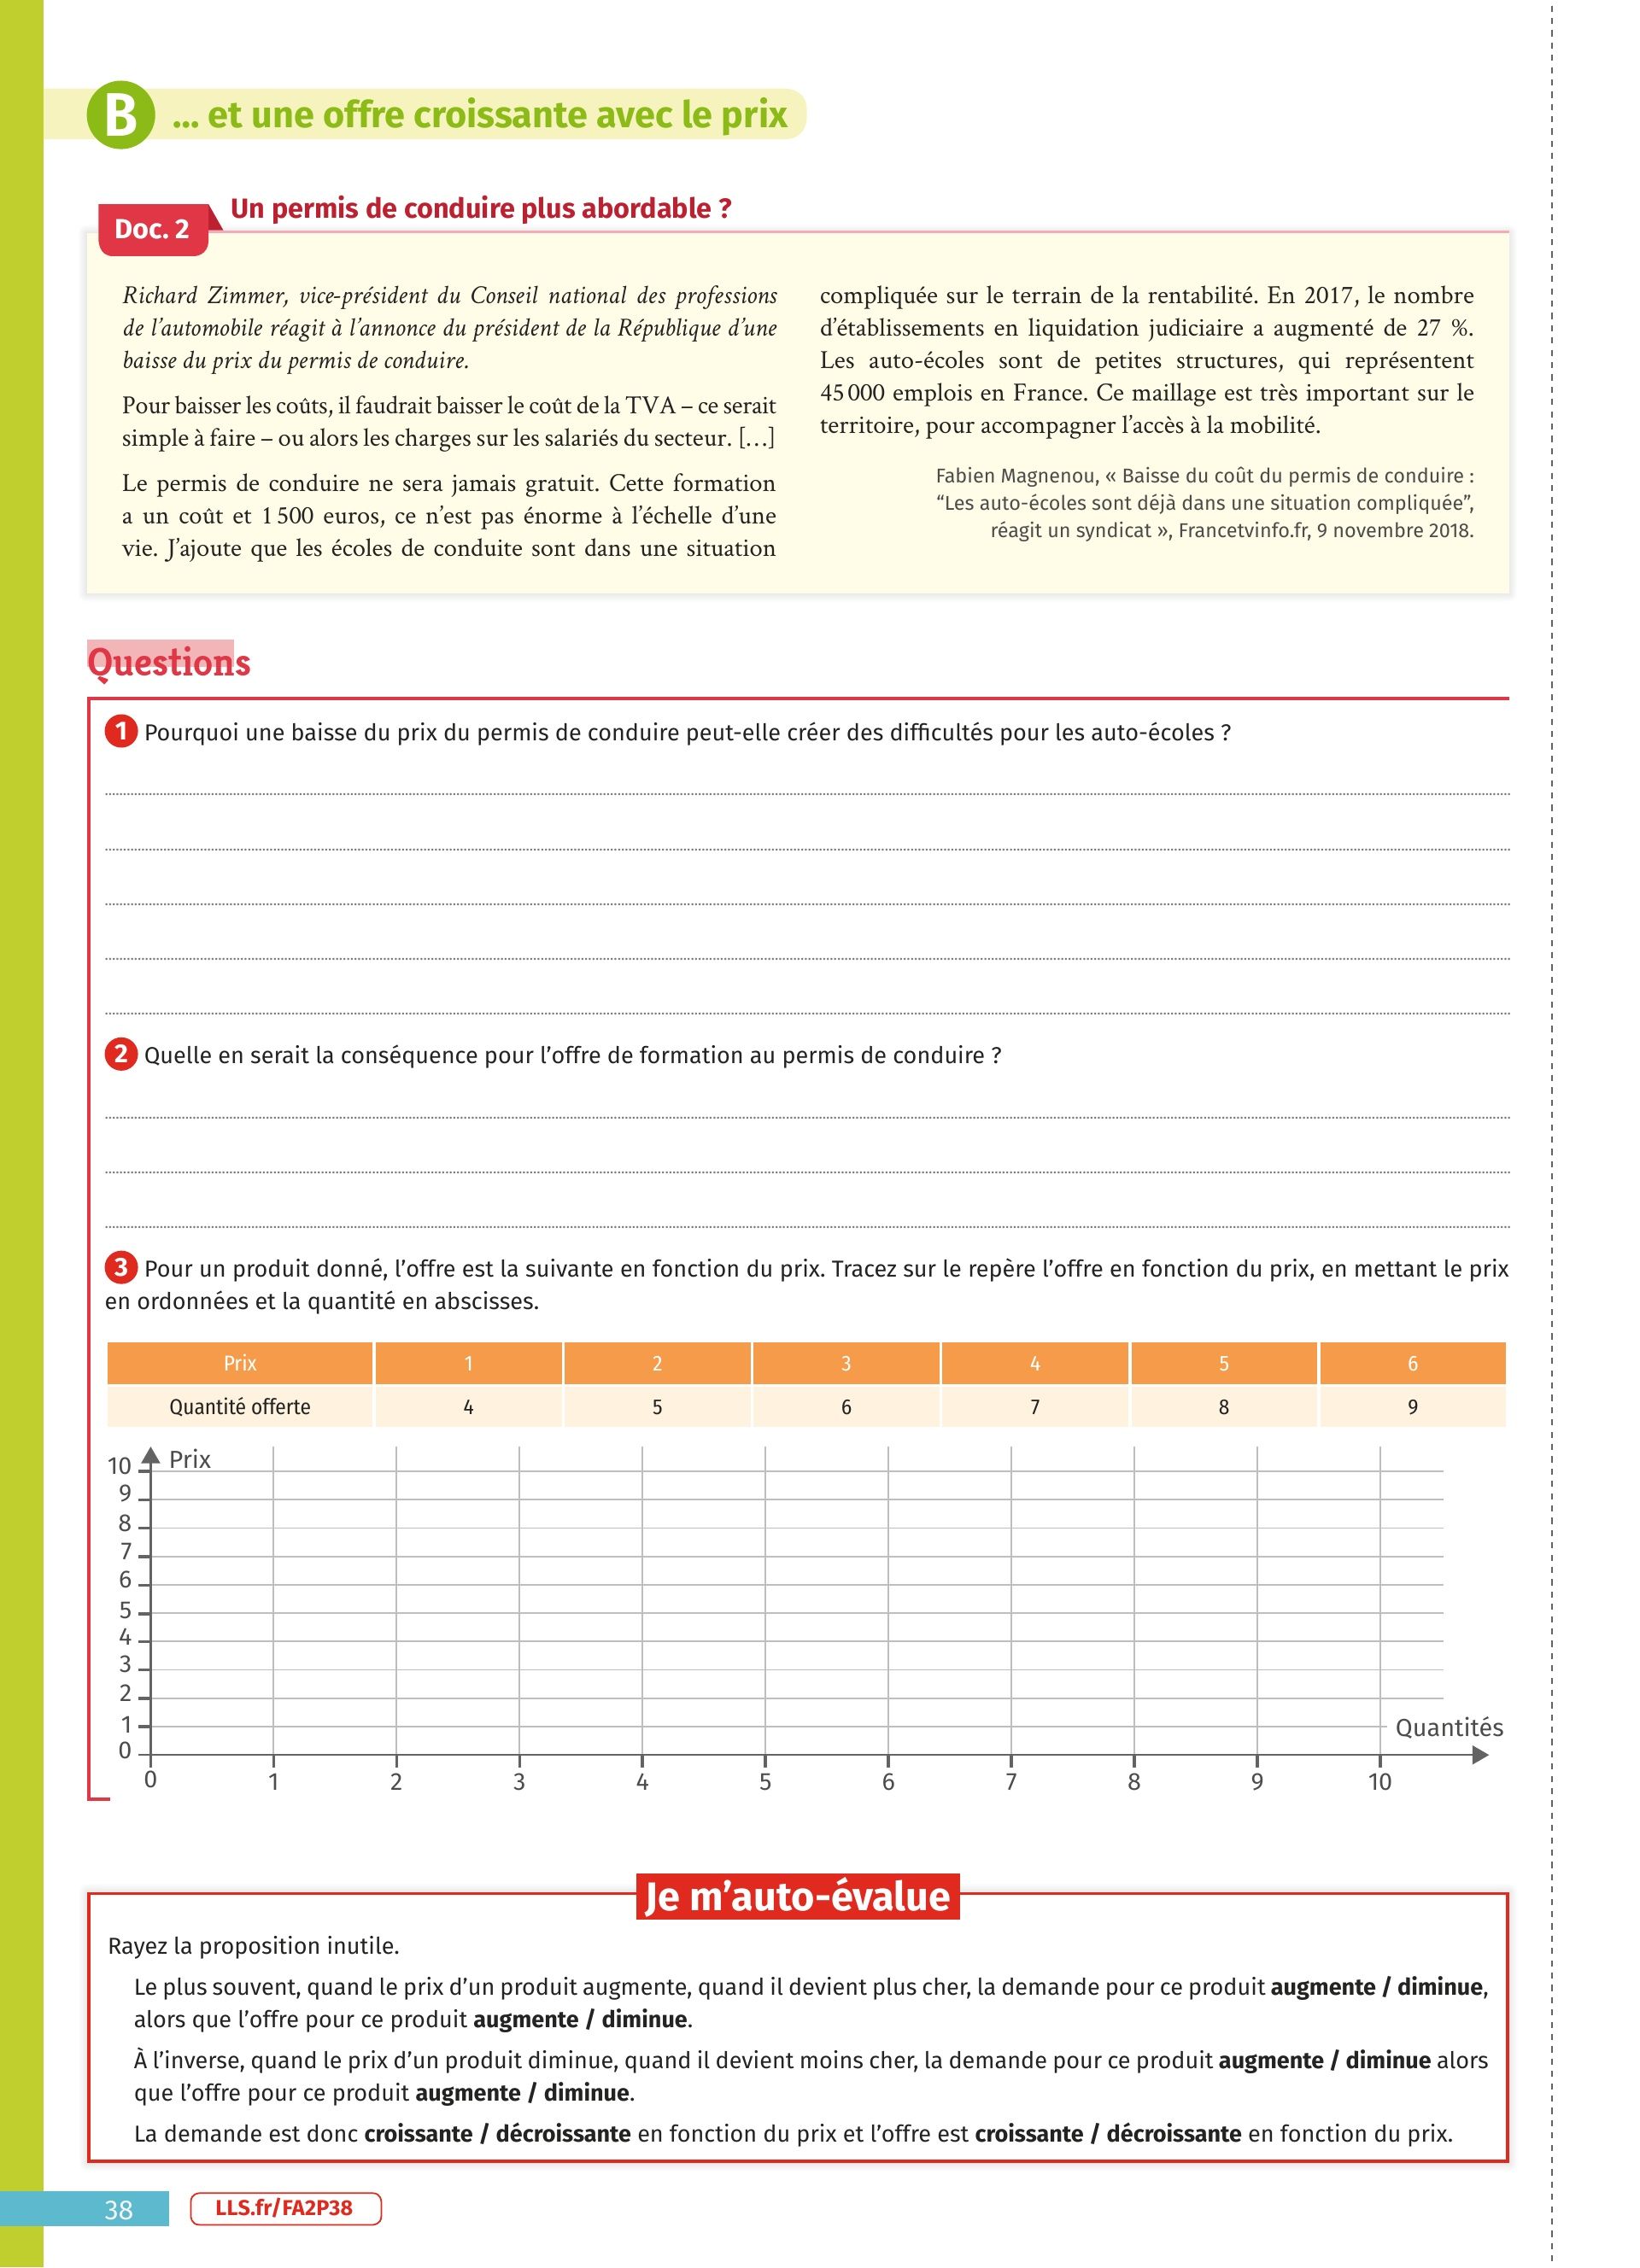 B ... et une offre croissante avec le prix
Doc. 2
Un permis de conduire plus abordable ?
Richard Zimmer, vice-président du Conseil national des professions
de l’automobile réagit à l’annonce du président de la République d’une
baisse du prix du permis de conduire.
Pour baisser les coûts, il faudrait baisser le coût de la TVA – ce serait
simple à faire – ou alors les charges sur les salariés du secteur. […]
Le permis de conduire ne sera jamais gratuit. Cette formation
a un coût et 1 500 euros, ce n’est pas énorme à l’échelle d’une
vie. J’ajoute que les écoles de conduite sont dans une situation
compliquée sur le terrain de la rentabilité. En 2017, le nombre
d’établissements en liquidation judiciaire a augmenté de 27 %.
Les auto-écoles sont de petites structures, qui représentent
45 000 emplois en France. Ce maillage est très important sur le
territoire, pour accompagner l’accès à la mobilité.
Fabien Magnenou, « Baisse du coût du permis de conduire :
“Les auto-écoles sont déjà dans une situation compliquée”,
réagit un syndicat », Francetvinfo.fr, 9 novembre 2018.
Questions
1 Pourquoi une baisse du prix du permis de conduire peut-elle créer des difficultés pour les auto-écoles ?
2 Quelle en serait la conséquence pour l’offre de formation au permis de conduire ?
3 Pour un produit donné, l’offre est la suivante en fonction du prix. Tracez sur le repère l’offre en fonction du prix, en mettant le prix
en ordonnées et la quantité en abscisses.
Prix 1 2 3 4 5 6
Quantité offerte 4 5 6 7 8 9
Prix
10
9
8
7
6
5
4
3
2
1
0
Quantités
0 1 2 3 4 5 6 7 8 9 10
Je m’auto-évalue
Rayez la proposition inutile.
Le plus souvent, quand le prix d’un produit augmente, quand il devient plus cher, la demande pour ce produit augmente / diminue,
alors que l’offre pour ce produit augmente / diminue.
À l’inverse, quand le prix d’un produit diminue, quand il devient moins cher, la demande pour ce produit augmente / diminue alors
que l’offre pour ce produit augmente / diminue.
La demande est donc croissante / décroissante en fonction du prix et l’offre est croissante / décroissante en fonction du prix.
38
LLS.fr/FA2P38